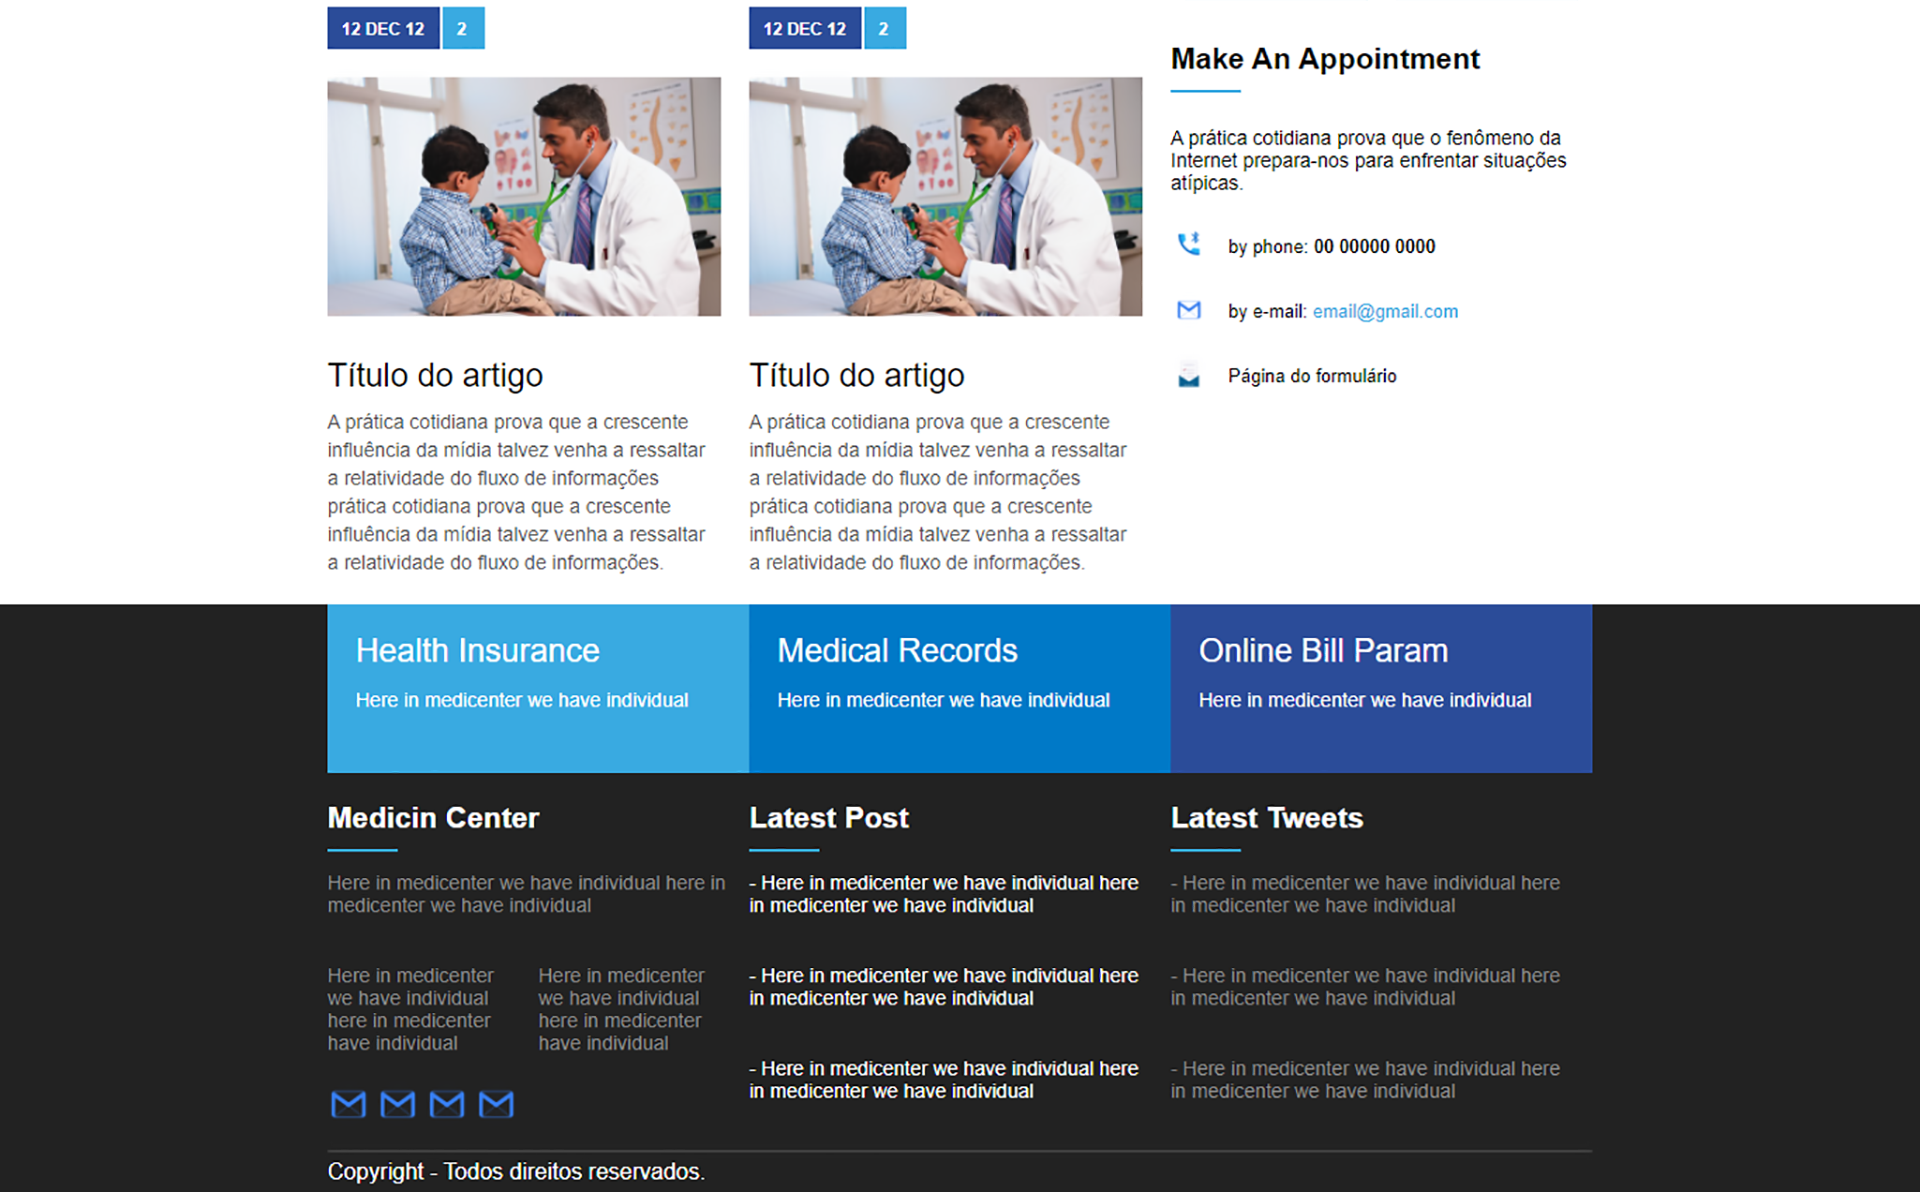 12 DEC 12 2
12 DEC 12 2
Título do artigo
A prática cotidiana prova que a crescente
influência da mídia talvez venha a ressaltar
a relatividade do fluxo de informações
prática cotidiana prova que a crescente
influência da mídia talvez venha a ressaltar
a relatividade do fluxo de informações.
Título do artigo
A prática cotidiana prova que a crescente
influência da mídia talvez venha a ressaltar
a relatividade do fluxo de informações
prática cotidiana prova que a crescente
influência da mídia talvez venha a ressaltar
a relatividade do fluxo de informações.
Make An Appointment
A prática cotidiana prova que o fenômeno da
Internet prepara-nos para enfrentar situações
atípicas.
by phone: 00 00000 0000
by e-mail: email@gmail.com
Página do formulário
Health Insurance
Here in medicenter we have individual
Medical Records
Here in medicenter we have individual
Online Bill Param
Here in medicenter we have individual
Medicin Center
Here in medicenter we have individual here in
medicenter we have individual
Here in medicenter
we have individual
here in medicenter
have individual
Here in medicenter
we have individual
here in medicenter
have individual
Latest Post
- Here in medicenter we have individual here
in medicenter we have individual
- Here in medicenter we have individual here
in medicenter we have individual
- Here in medicenter we have individual here
in medicenter we have individual
Latest Tweets
- Here in medicenter we have individual here
in medicenter we have individual
- Here in medicenter we have individual here
in medicenter we have individual
- Here in medicenter we have individual here
in medicenter we have individual
Copyright - Todos direitos reservados.